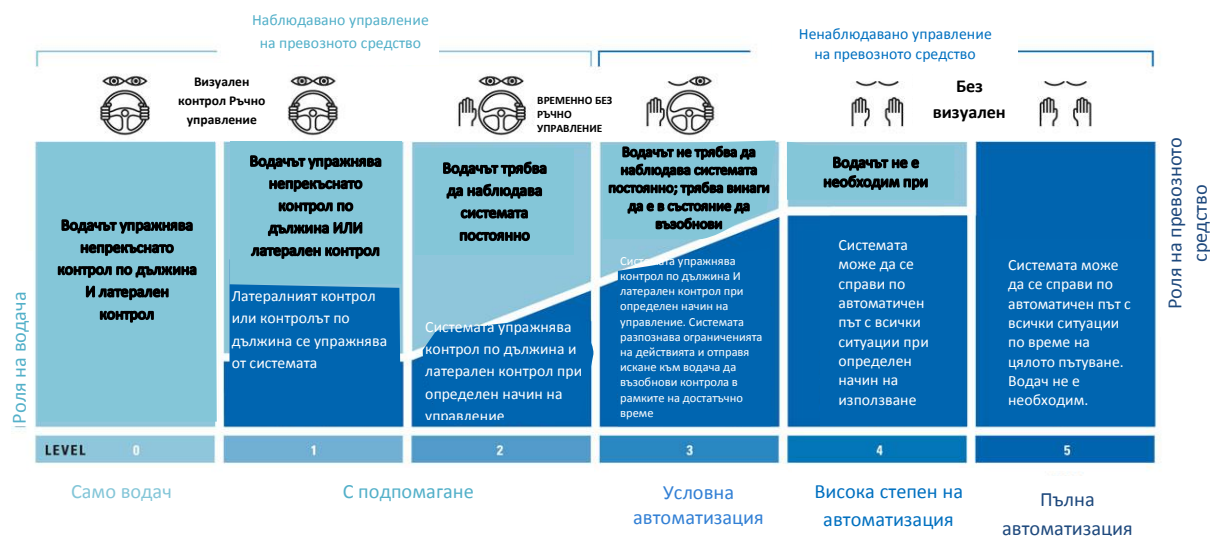 Наблюдавано управление
на превозното средство
Ненаблюдавано управление
на превозното средство
Визуален
контрол Ръчно
управление
ВРЕМЕННО БЕЗ
РЪЧНО
УПРАВЛЕНИЕ
Без
визуален
Роля на водача
Водачът упражнява
непрекъснато
контрол по дължина
И латерален
контрол
Водачът упражнява
непрекъснато
контрол по
дължина ИЛИ
латерален контрол
Латералният контрол
или контролът по
дължина се упражнява
от системата
Водачът трябва
да наблюдава
системата
постоянно
Системата упражнява
контрол по дължина и
латерален контрол при
определен начин на
управление
Водачът не трябва да
наблюдава системата
постоянно; трябва винаги
да е в състояние да
възобнови
Системата упражнява
контрол по дължина И
латерален контрол при
определен начин на
управление. Системата
разпознава ограниченията
на действията и отправя
искане към водача да
възобнови контрола в
рамките на достатъчно
време
Водачът не е
необходим при
Системата
може да се
справи по
автоматичен
път с всички
ситуации при
определен
начин на
използване
Системата може
да се справи по
автоматичен път с
всички ситуации
по време на
цялото пътуване.
Водач не е
необходим.
Роля на превозното
средство
LEVEL 0 1 2 3 4 5
Само водач
С подпомагане
Условна
автоматизация
Висока степен на
автоматизация
Пълна
автоматизация